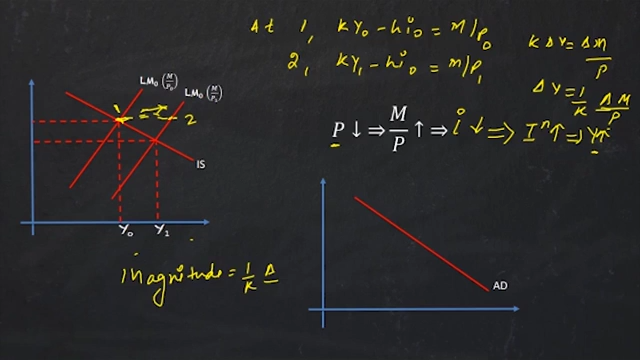 At 1, kY₀ - hi₀ = M/P₀
2, kY₁ - hi₀ = M/P₁
kΔY = ΔM/P
ΔY = 1/k ΔM/P
P ↓ ⇒ M/P ↑ ⇒ i ↓ ⇒ Iⁿ ↑ ⇒ Y↑
LM₀ (M/P₀)
LM₀ (M/P₁)
1 2
IS
Y₀ Y₁
magnitude = 1/k Δ
AD